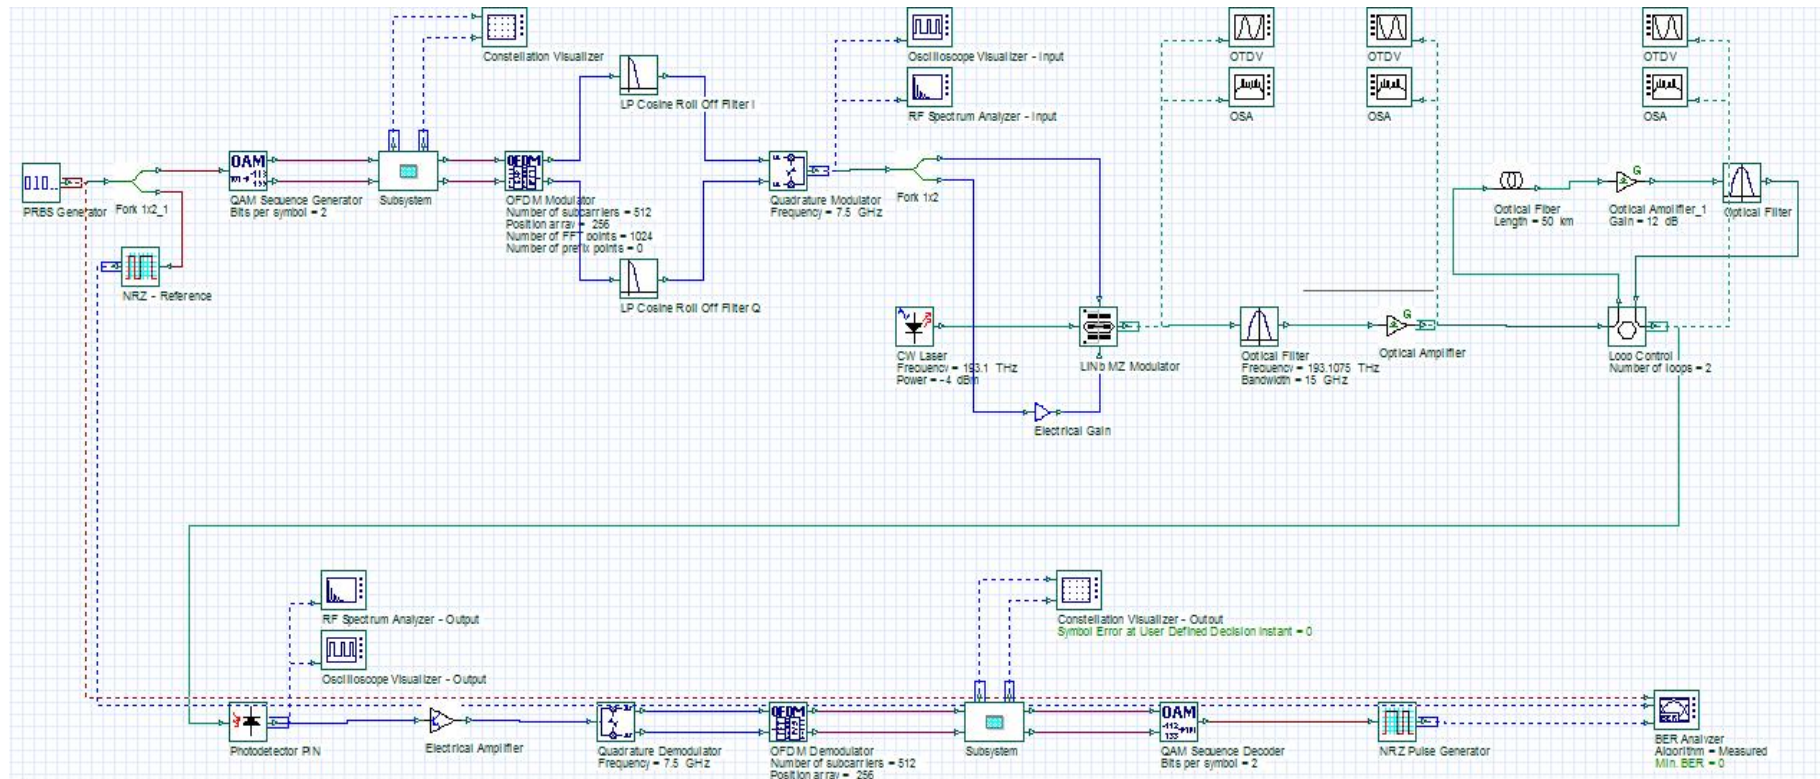 Constellation Visualizer
Oscilloscope Visualizer - Input
RF Spectrum Analyzer - Input
OTDV
OSA
OTDV
OSA
OTDV
OSA
LP Cosine Roll Off Filter I
010...
PRBS Generator
Fork 1x2_1
QAM
QAM Sequence Generator
Bits per symbol = 2
Subsystem
OFDM
OFDM Modulator
Number of subcarriers = 512
Position array = 256
Number of FFT points = 1024
Number of prefix points = 0
Quadrature Modulator
Frequency = 7.5 GHz
Fork 1x2
Optical Fiber
Length = 50 km
G
Optical Amplifier_1
Gain = 12 dB
Optical Filter
NRZ - Reference
LP Cosine Roll Off Filter Q
CW Laser
Frequency = 193.1 THz
Power = -4 dBm
LiNb MZ Modulator
Optical Filter
Frequency = 193.1075 THz
Bandwidth = 15 GHz
G
Optical Amplifier
Loop Control
Number of loops = 2
Electrical Gain
RF Spectrum Analyzer - Output
Oscilloscope Visualizer - Output
Constellation Visualizer - Output
Symbol Error at User Defined Decision Instant = 0
Photodetector PIN
Electrical Amplifier
Quadrature Demodulator
Frequency = 7.5 GHz
OFDM
OFDM Demodulator
Number of subcarriers = 512
Position array = 256
Subsystem
QAM
QAM Sequence Decoder
Bits per symbol = 2
NRZ Pulse Generator
BER Analyzer
Algorithm = Measured
Min. BER = 0